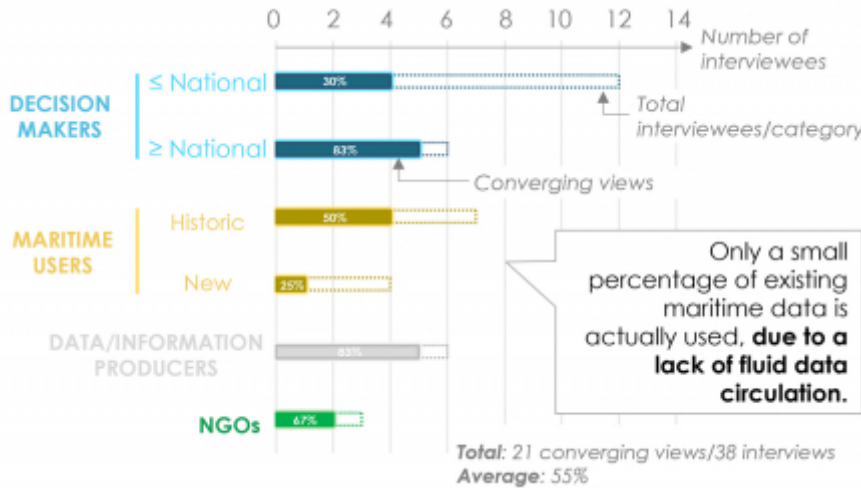 0 2 4 6 8 10 12 14
Number of
interviewees
DECISION
MAKERS
≤ National
30%
Total
interviewees/category
≥ National
83%
Converging views
MARITIME
USERS
Historic
50%
New
25%
Only a small
percentage of existing
maritime data is
actually used, due to a
lack of fluid data
circulation.
DATA/INFORMATION
PRODUCERS
83%
NGOs
67%
Total: 21 converging views/38 interviews
Average: 55%